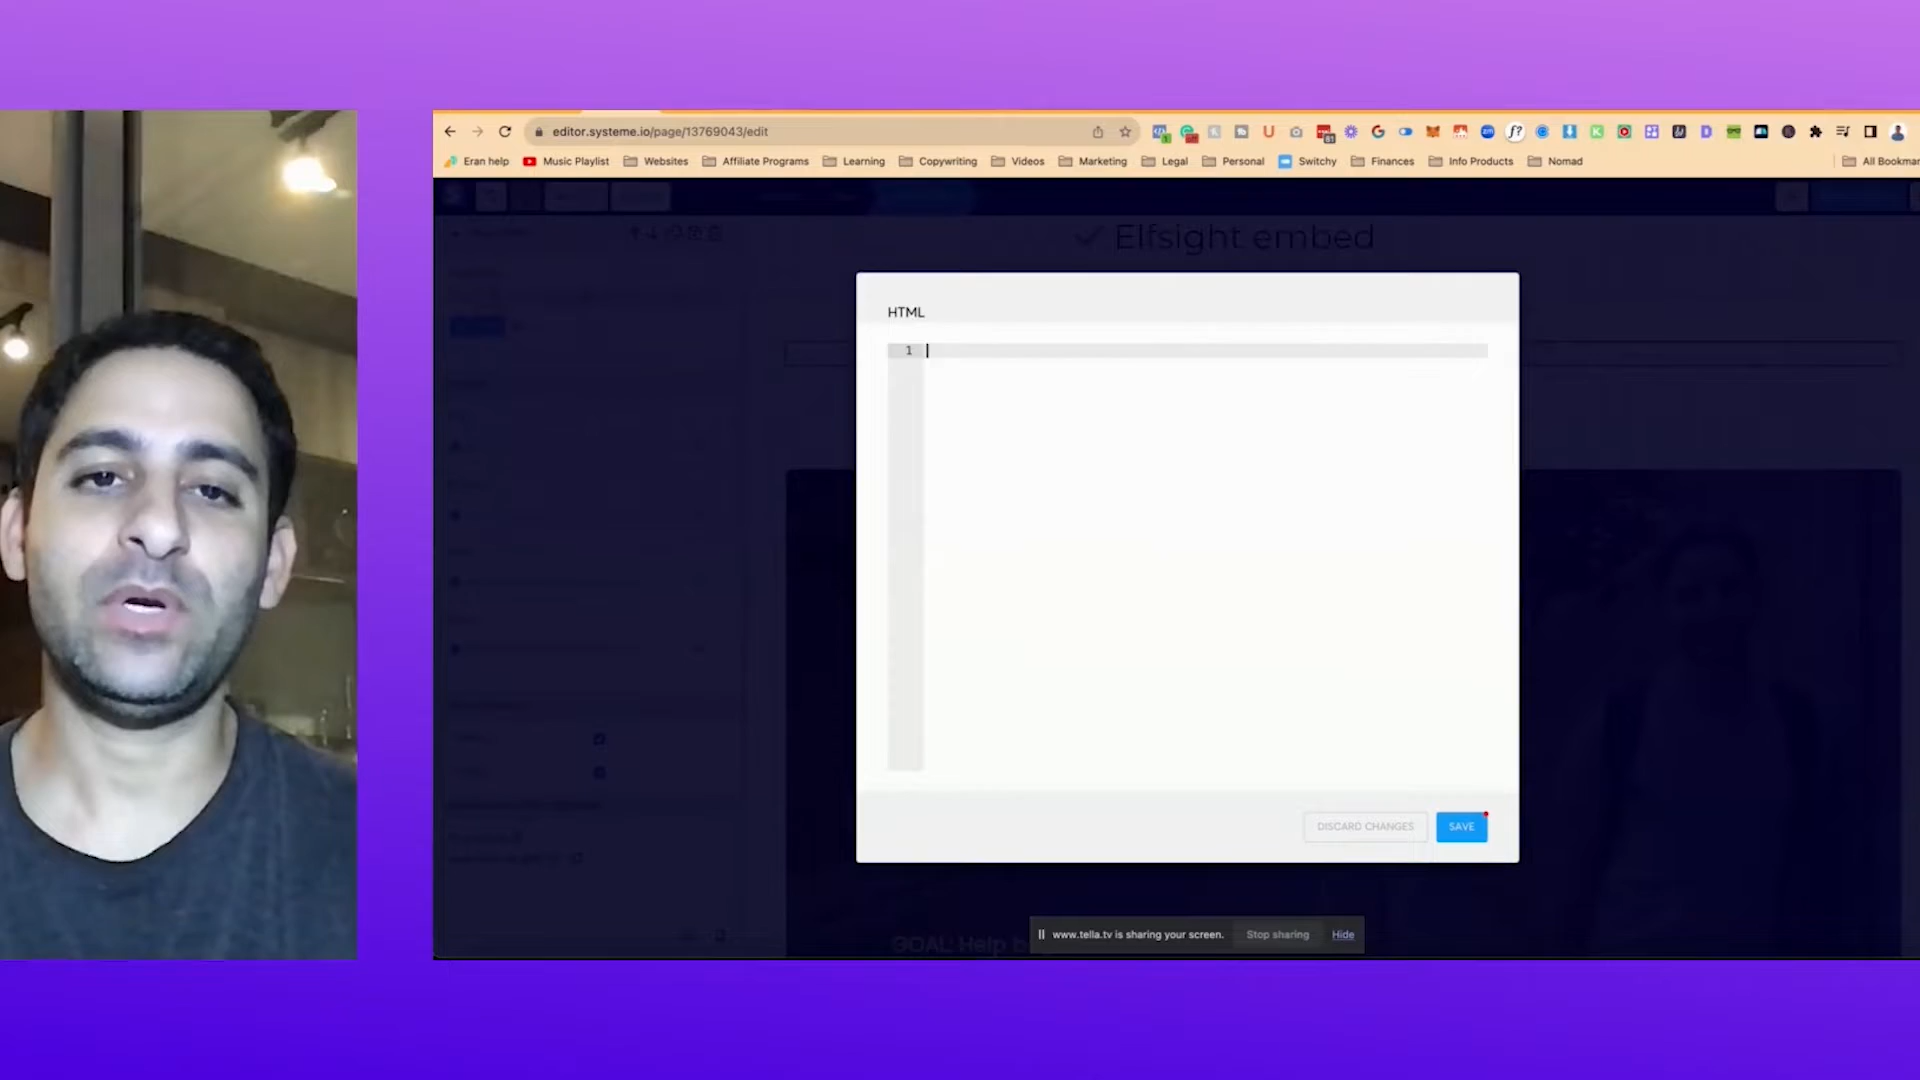 editor.systeme.io/page/13769043/edit
Eran help Music Playlist Websites Affiliate Programs Learning Copywriting Videos Marketing Legal Personal Switchy Finances Info Products Nomad All Bookmar
Elfsight embed
HTML
1
DISCARD CHANGES SAVE
www.tella.tv is sharing your screen. Stop sharing Hide
GOAL: Help b